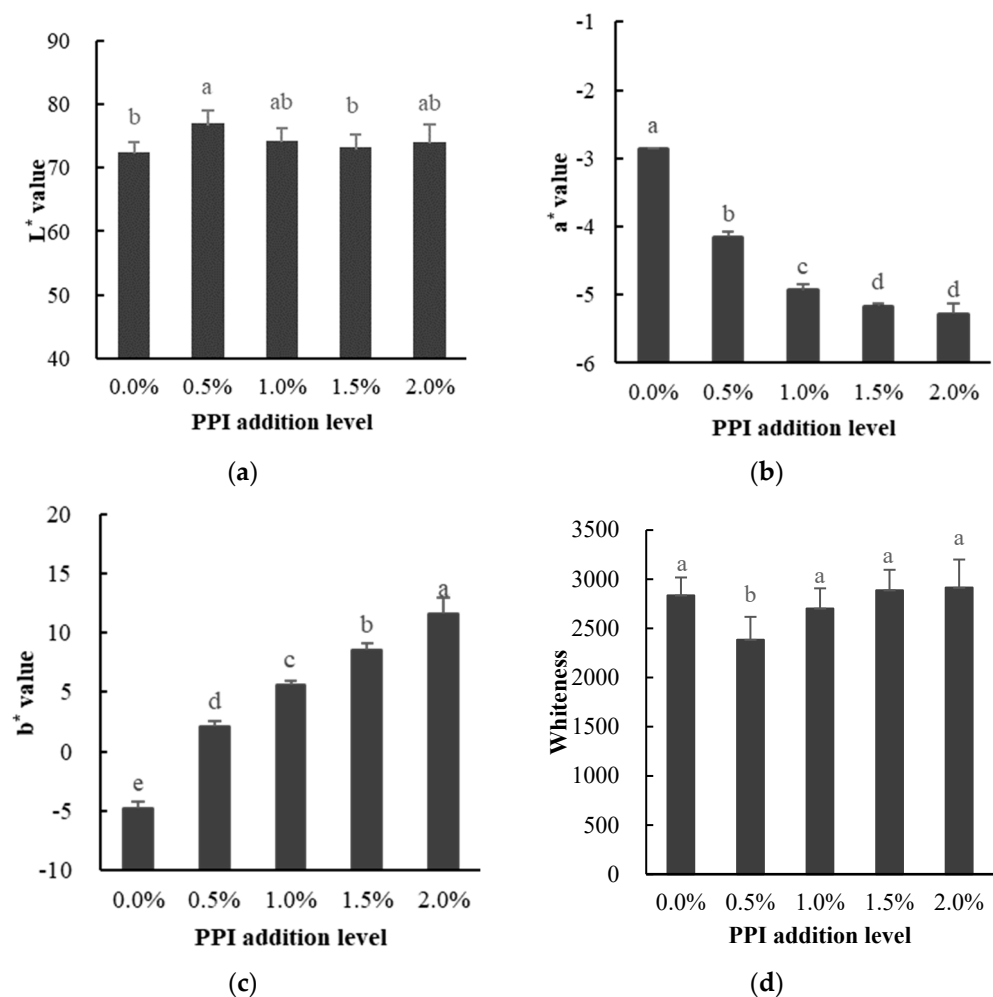 90
80
70
60
50
40
L* value
b
a
ab
b
ab
0.0% 0.5% 1.0% 1.5% 2.0%
PPI addition level
(a)
-1
-2
-3
-4
-5
-6
a* value
a
b
c
d
d
0.0% 0.5% 1.0% 1.5% 2.0%
PPI addition level
(b)
20
15
10
5
0
-5
-10
b* value
e
d
c
b
a
0.0% 0.5% 1.0% 1.5% 2.0%
PPI addition level
(c)
3500
3000
2500
2000
1500
1000
500
0
Whiteness
a
b
a
a
a
0.0% 0.5% 1.0% 1.5% 2.0%
PPI addition level
(d)